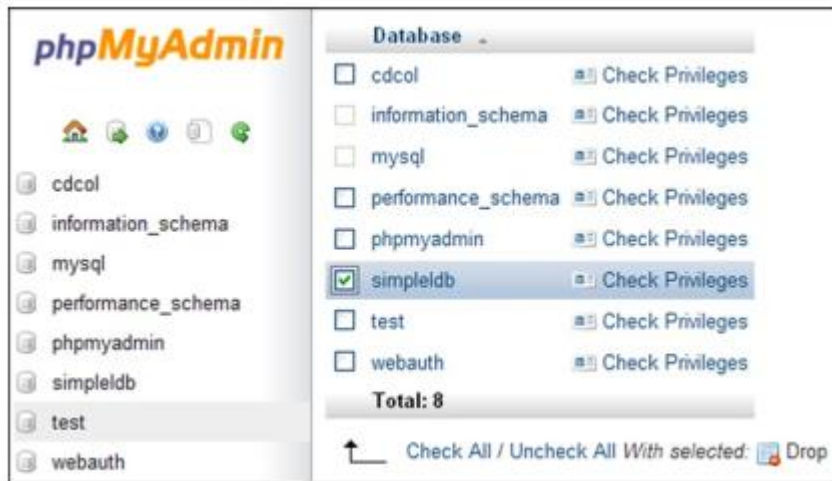 phpMyAdmin
cdcol
information_schema
mysql
performance_schema
phpmyadmin
simpleldb
test
webauth
Database
cdcol Check Privileges
information_schema Check Privileges
mysql Check Privileges
performance_schema Check Privileges
phpmyadmin Check Privileges
simpleldb Check Privileges
test Check Privileges
webauth Check Privileges
Total: 8
Check All / Uncheck All With selected: Drop